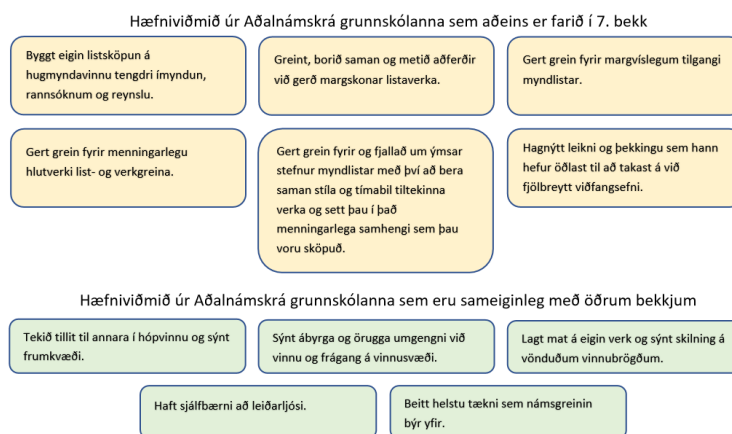 Hæfniviðmið úr Aðalnámskrá grunnskólanna sem aðeins er farið í 7. bekk
Byggt eigin listsköpun á
hugmyndavinnu tengdri ímyndun,
rannsóknum og reynslu.
Greint, borið saman og metið aðferðir
við gerð margskonar listaverka.
Gert grein fyrir margvíslegum tilgangi
myndlistar.
Gert grein fyrir menningarlegu
hlutverki list- og verkgreina.
Gert grein fyrir og fjallað um ýmsar
stefnur myndlistar með því að bera
saman stíla og tímabil tiltekinna
verka og sett þau í það
menningarlega samhengi sem þau
voru sköpuð.
Hagnýtt leikni og þekkingu sem hann
hefur öðlast til að takast á við
fjölbreytt viðfangsefni.
Hæfniviðmið úr Aðalnámskrá grunnskólanna sem eru sameiginleg með öðrum bekkjum
Tekið tillit til annara í hópvinnu og sýnt
frumkvæði.
Sýnt ábyrga og örugga umgengni við
vinnu og frágang á vinnusvæði.
Lagt mat á eigin verk og sýnt skilning á
vönduðum vinnubrögðum.
Haft sjálfbærni að leiðarljósi.
Beitt helstu tækni sem námsgreinin
býr yfir.